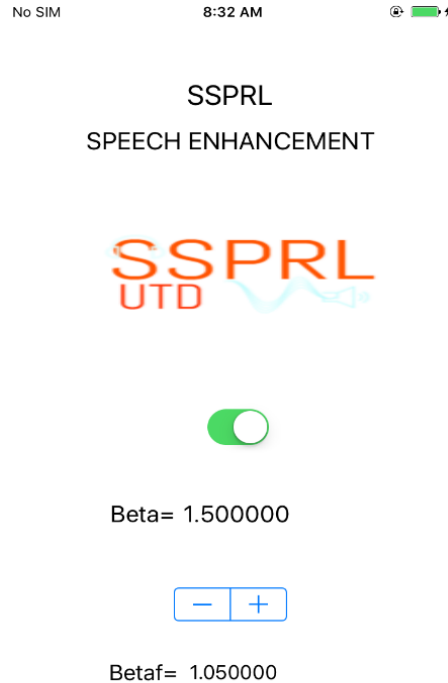 No SIM 8:32 AM
SSPRL
SPEECH ENHANCEMENT
SSPRL
UTD
Beta= 1.500000
− +
Betaf= 1.050000